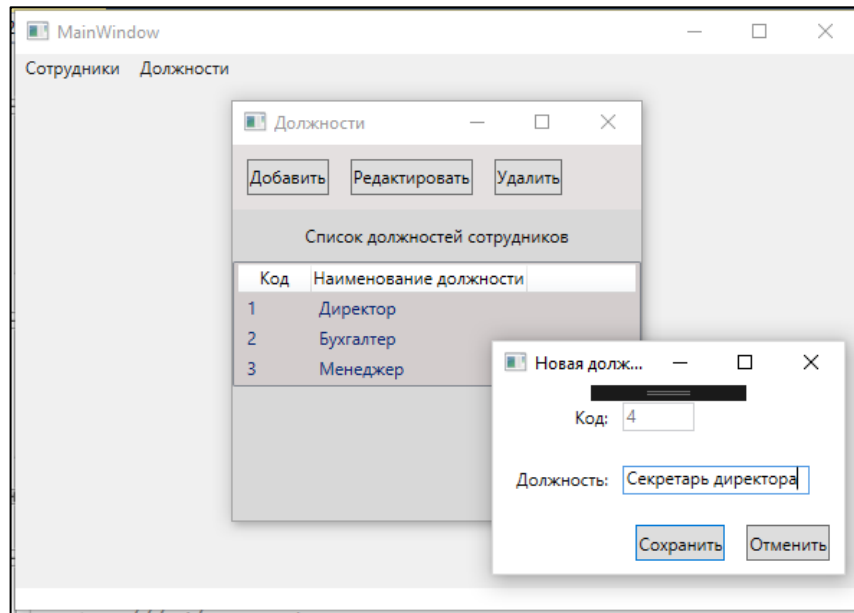 MainWindow
Сотрудники Должности
Должности
Добавить Редактировать Удалить
Список должностей сотрудников
Код Наименование должности
1 Директор
2 Бухгалтер
3 Менеджер
Новая долж...
Код: 4
Должность: Секретарь директора
Сохранить Отменить